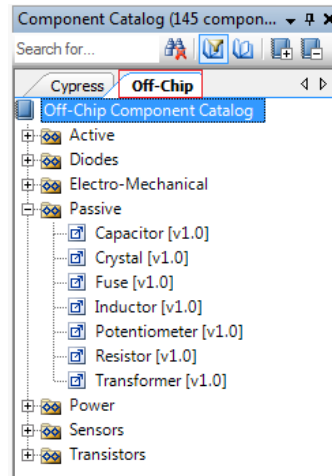 Component Catalog (145 compon...
Search for...
Cypress Off-Chip
Off-Chip Component Catalog
Active
Diodes
Electro-Mechanical
Passive
Capacitor [v1.0]
Crystal [v1.0]
Fuse [v1.0]
Inductor [v1.0]
Potentiometer [v1.0]
Resistor [v1.0]
Transformer [v1.0]
Power
Sensors
Transistors